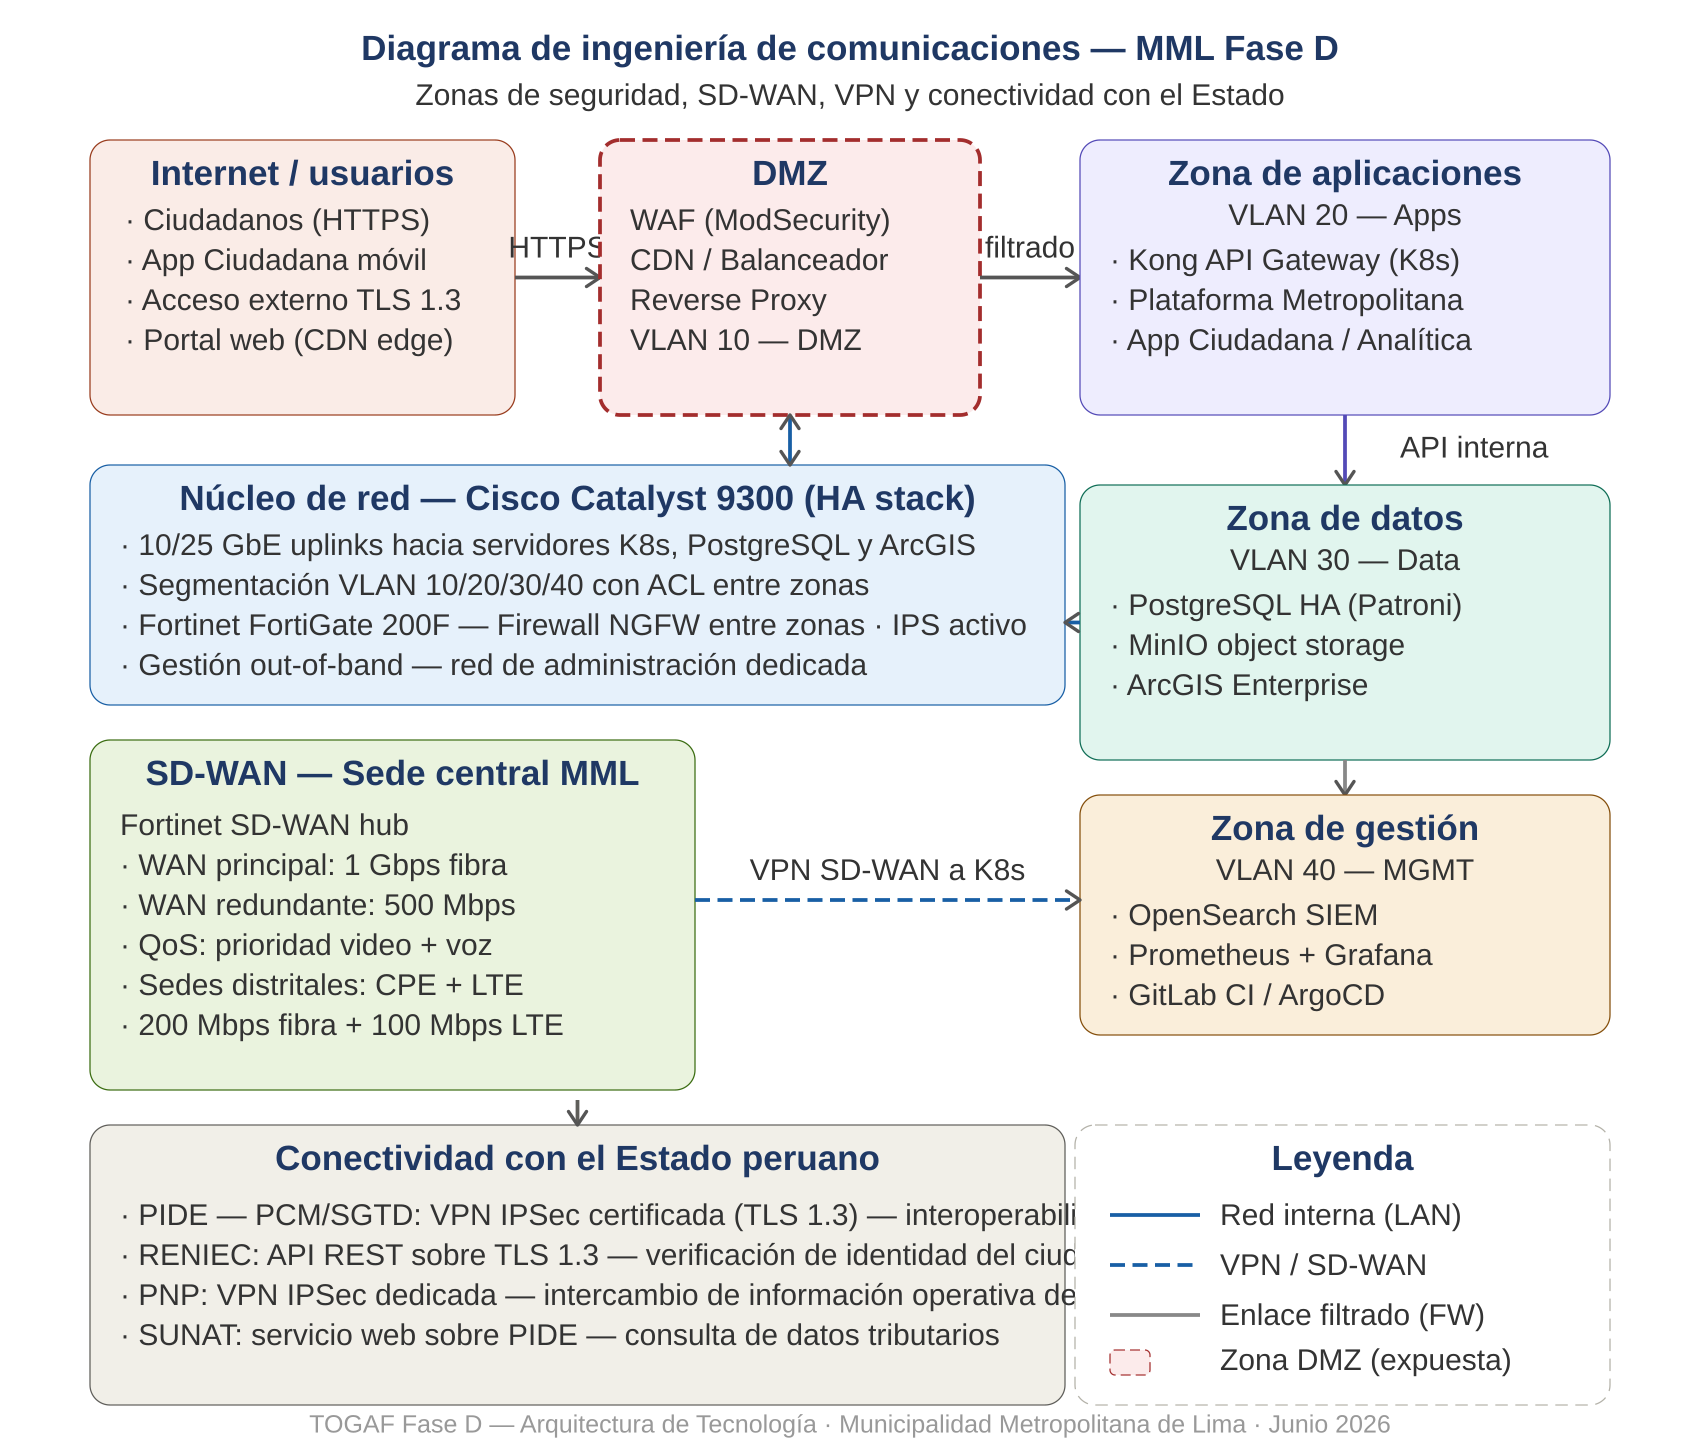 Diagrama de ingeniería de comunicaciones — MML Fase D
Zonas de seguridad, SD-WAN, VPN y conectividad con el Estado
Internet / usuarios
· Ciudadanos (HTTPS)
· App Ciudadana móvil
· Acceso externo TLS 1.3
· Portal web (CDN edge)
HTTPS
DMZ
WAF (ModSecurity)
CDN / Balanceador
Reverse Proxy
VLAN 10 — DMZ
filtrado
Zona de aplicaciones
VLAN 20 — Apps
· Kong API Gateway (K8s)
· Plataforma Metropolitana
· App Ciudadana / Analítica
API interna
Núcleo de red — Cisco Catalyst 9300 (HA stack)
· 10/25 GbE uplinks hacia servidores K8s, PostgreSQL y ArcGIS
· Segmentación VLAN 10/20/30/40 con ACL entre zonas
· Fortinet FortiGate 200F — Firewall NGFW entre zonas · IPS activo
· Gestión out-of-band — red de administración dedicada
Zona de datos
VLAN 30 — Data
· PostgreSQL HA (Patroni)
· MinIO object storage
· ArcGIS Enterprise
SD-WAN — Sede central MML
Fortinet SD-WAN hub
· WAN principal: 1 Gbps fibra
· WAN redundante: 500 Mbps
· QoS: prioridad video + voz
· Sedes distritales: CPE + LTE
· 200 Mbps fibra + 100 Mbps LTE
VPN SD-WAN a K8s
Zona de gestión
VLAN 40 — MGMT
· OpenSearch SIEM
· Prometheus + Grafana
· GitLab CI / ArgoCD
Conectividad con el Estado peruano
· PIDE — PCM/SGTD: VPN IPSec certificada (TLS 1.3) — interoperabili
· RENIEC: API REST sobre TLS 1.3 — verificación de identidad del ciud
· PNP: VPN IPSec dedicada — intercambio de información operativa de
· SUNAT: servicio web sobre PIDE — consulta de datos tributarios
Leyenda
Red interna (LAN)
VPN / SD-WAN
Enlace filtrado (FW)
Zona DMZ (expuesta)
TOGAF Fase D — Arquitectura de Tecnología · Municipalidad Metropolitana de Lima · Junio 2026